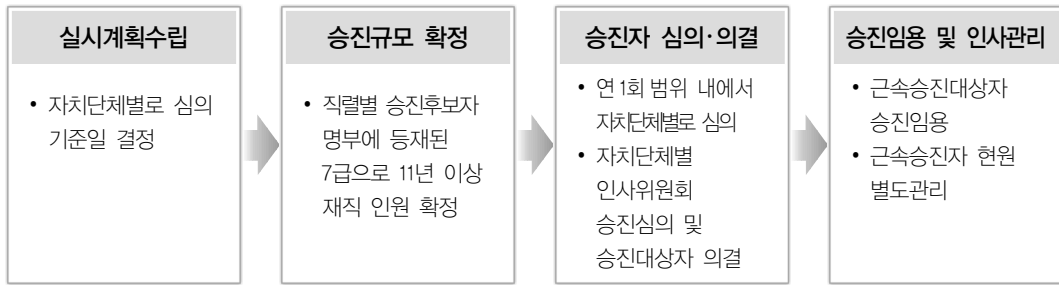 실시계획수립
• 자치단체별로 심의
기준일 결정
승진규모 확정
• 직렬별 승진후보자
명부에 등재된
7급으로 11년 이상
재직 인원 확정
승진자 심의·의결
• 연 1회 범위 내에서
자치단체별로 심의
• 자치단체별
인사위원회
승진심의 및
승진대상자 의결
승진임용 및 인사관리
• 근속승진대상자
승진임용
• 근속승진자 현원
별도관리